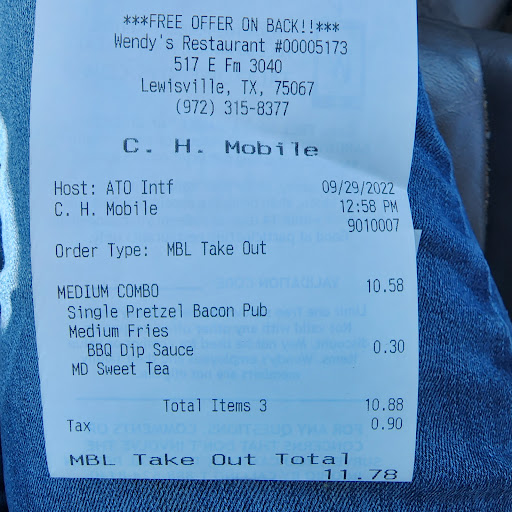 ***FREE OFFER ON BACK!!***
Wendy's Restaurant #00005173
517 E Fm 3040
Lewisville, TX, 75067
(972) 315-8377
C. H. Mobile
Host: ATO Intf 09/29/2022
C. H. Mobile 12:58 PM
9010007
Order Type: MBL Take Out
MEDIUM COMBO 10.58
Single Pretzel Bacon Pub
Medium Fries
BBQ Dip Sauce 0.30
MD Sweet Tea
Total Items 3 10.88
Tax 0.90
MBL Take Out Total
11.78